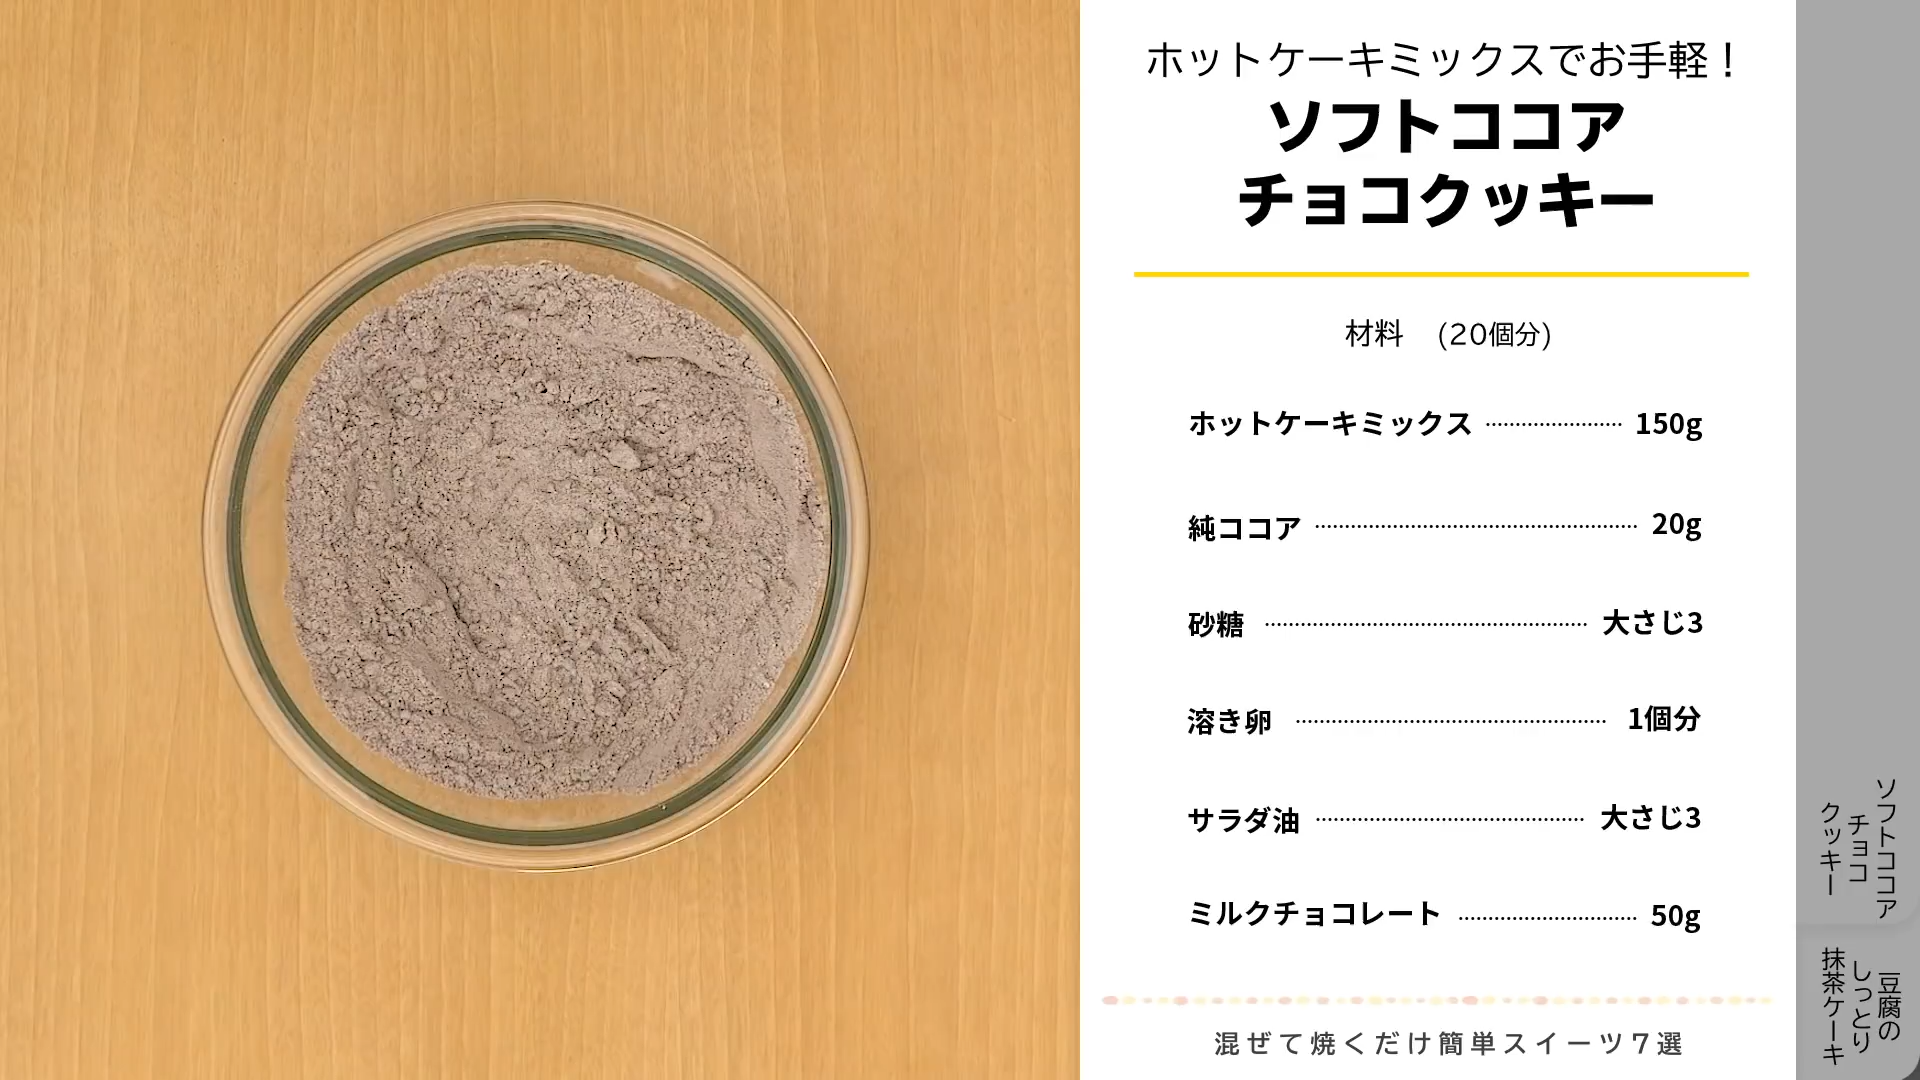 ホットケーキミックスでお手軽！
ソフトココア
チョコクッキー
材料　(20個分)
ホットケーキミックス 150g
純ココア 20g
砂糖 大さじ3
溶き卵 1個分
サラダ油 大さじ3
ミルクチョコレート 50g
混ぜて焼くだけ簡単スイーツ7選
ソフトココア
チョコ
クッキー
豆腐の
しっとり
抹茶ケーキ